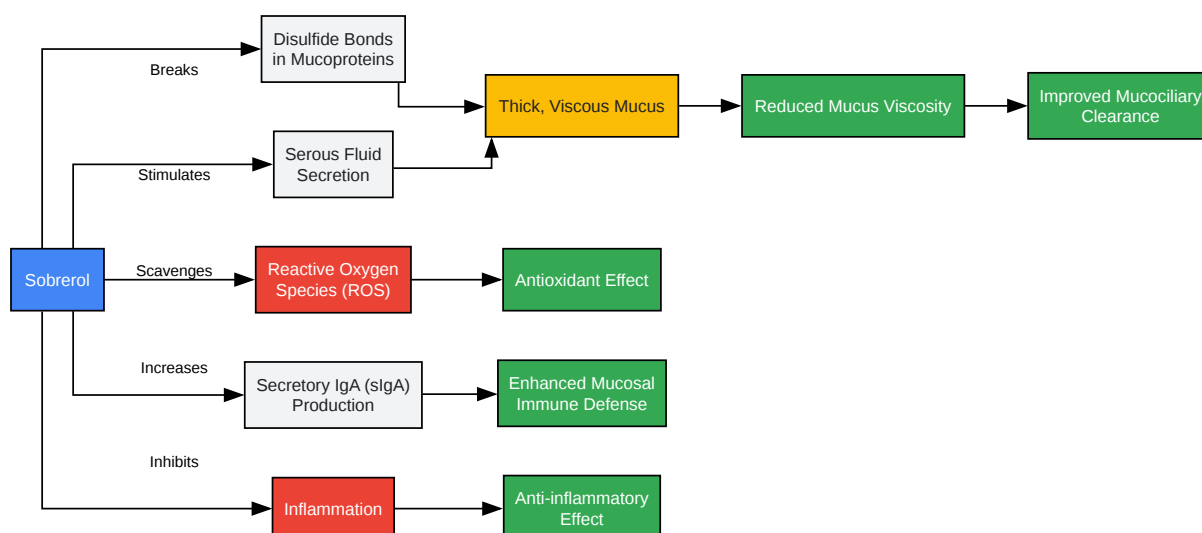 Disulfide Bonds
in Mucoproteins
Breaks
Thick, Viscous Mucus
Reduced Mucus Viscosity
Improved Mucociliary
Clearance
Serous Fluid
Secretion
Stimulates
Sobrerol
Scavenges
Reactive Oxygen
Species (ROS)
Antioxidant Effect
Increases
Secretory IgA (sIgA)
Production
Enhanced Mucosal
Immune Defense
Inhibits
Inflammation
Anti-inflammatory
Effect